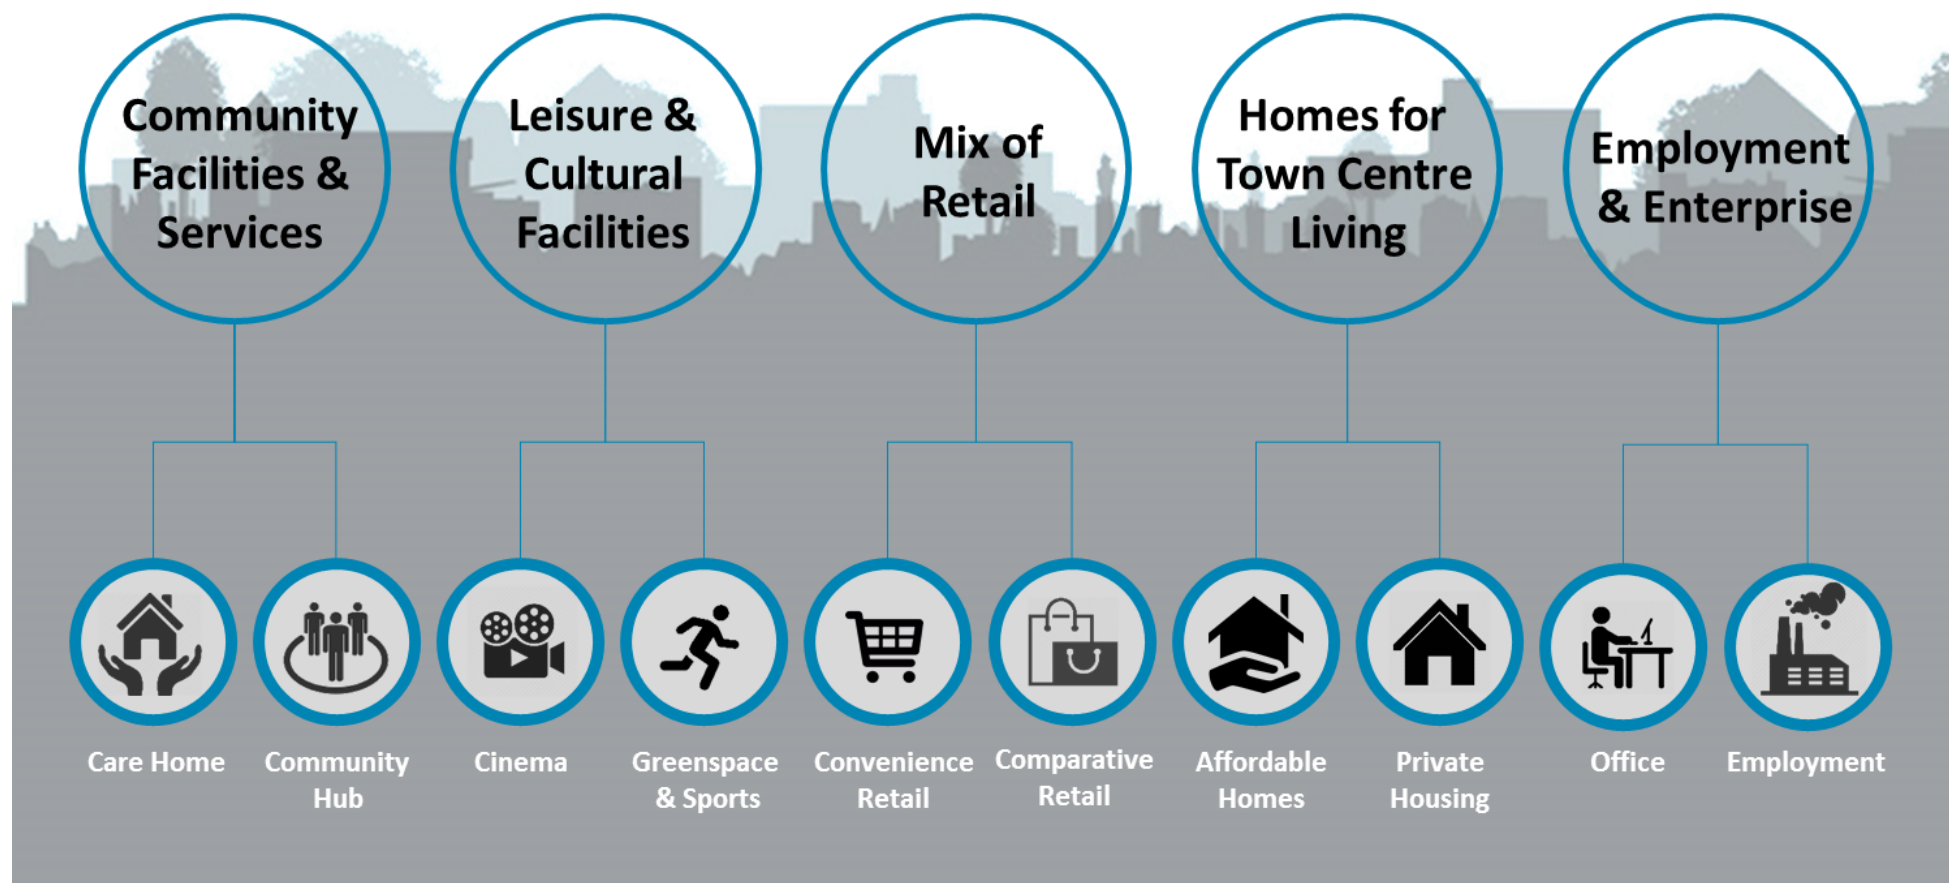 Community
Facilities &
Services
Leisure &
Cultural
Facilities
Mix of
Retail
Homes for
Town Centre
Living
Employment
& Enterprise
Care Home
Community
Hub
Cinema
Greenspace
& Sports
Convenience
Retail
Comparative
Retail
Affordable
Homes
Private
Housing
Office
Employment